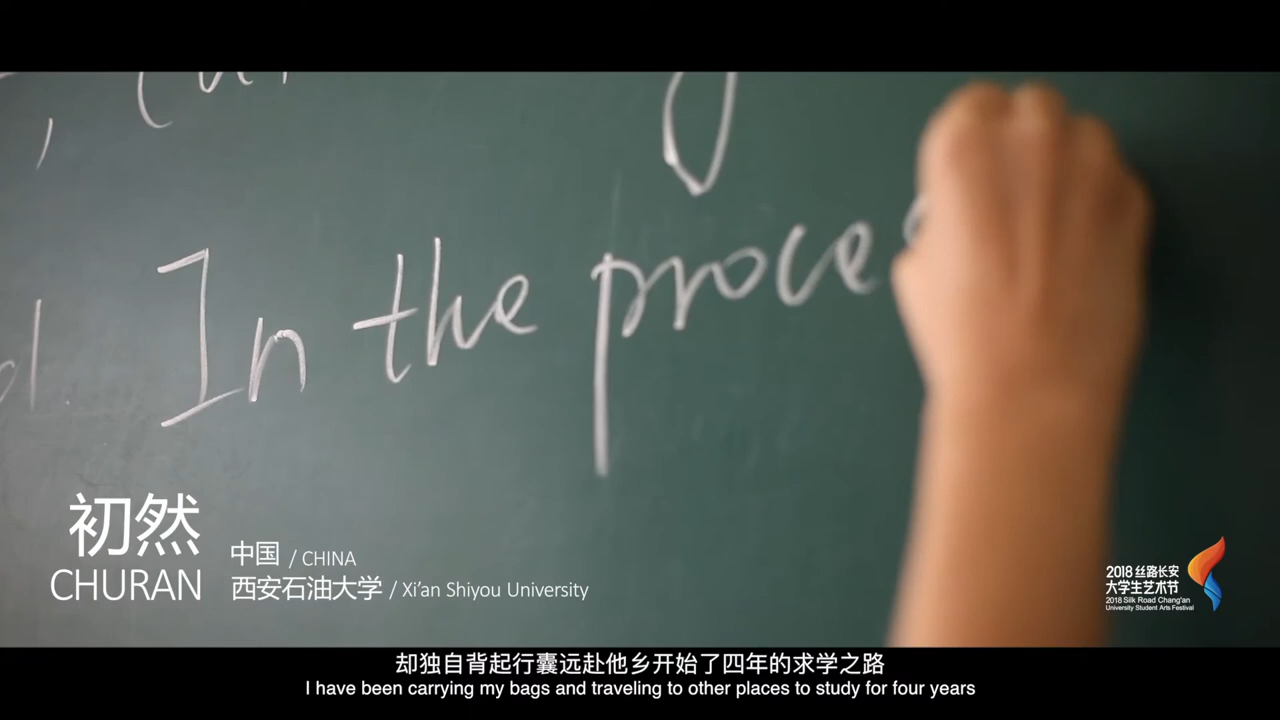 In the proce
初然
CHURAN
中国 / CHINA
西安石油大学 / Xi'an Shiyou University
2018 丝路长安
大学生艺术节
2018 Silk Road Chang'an
University Student Arts Festival
却独自背起行囊远赴他乡开始了四年的求学之路
I have been carrying my bags and traveling to other places to study for four years